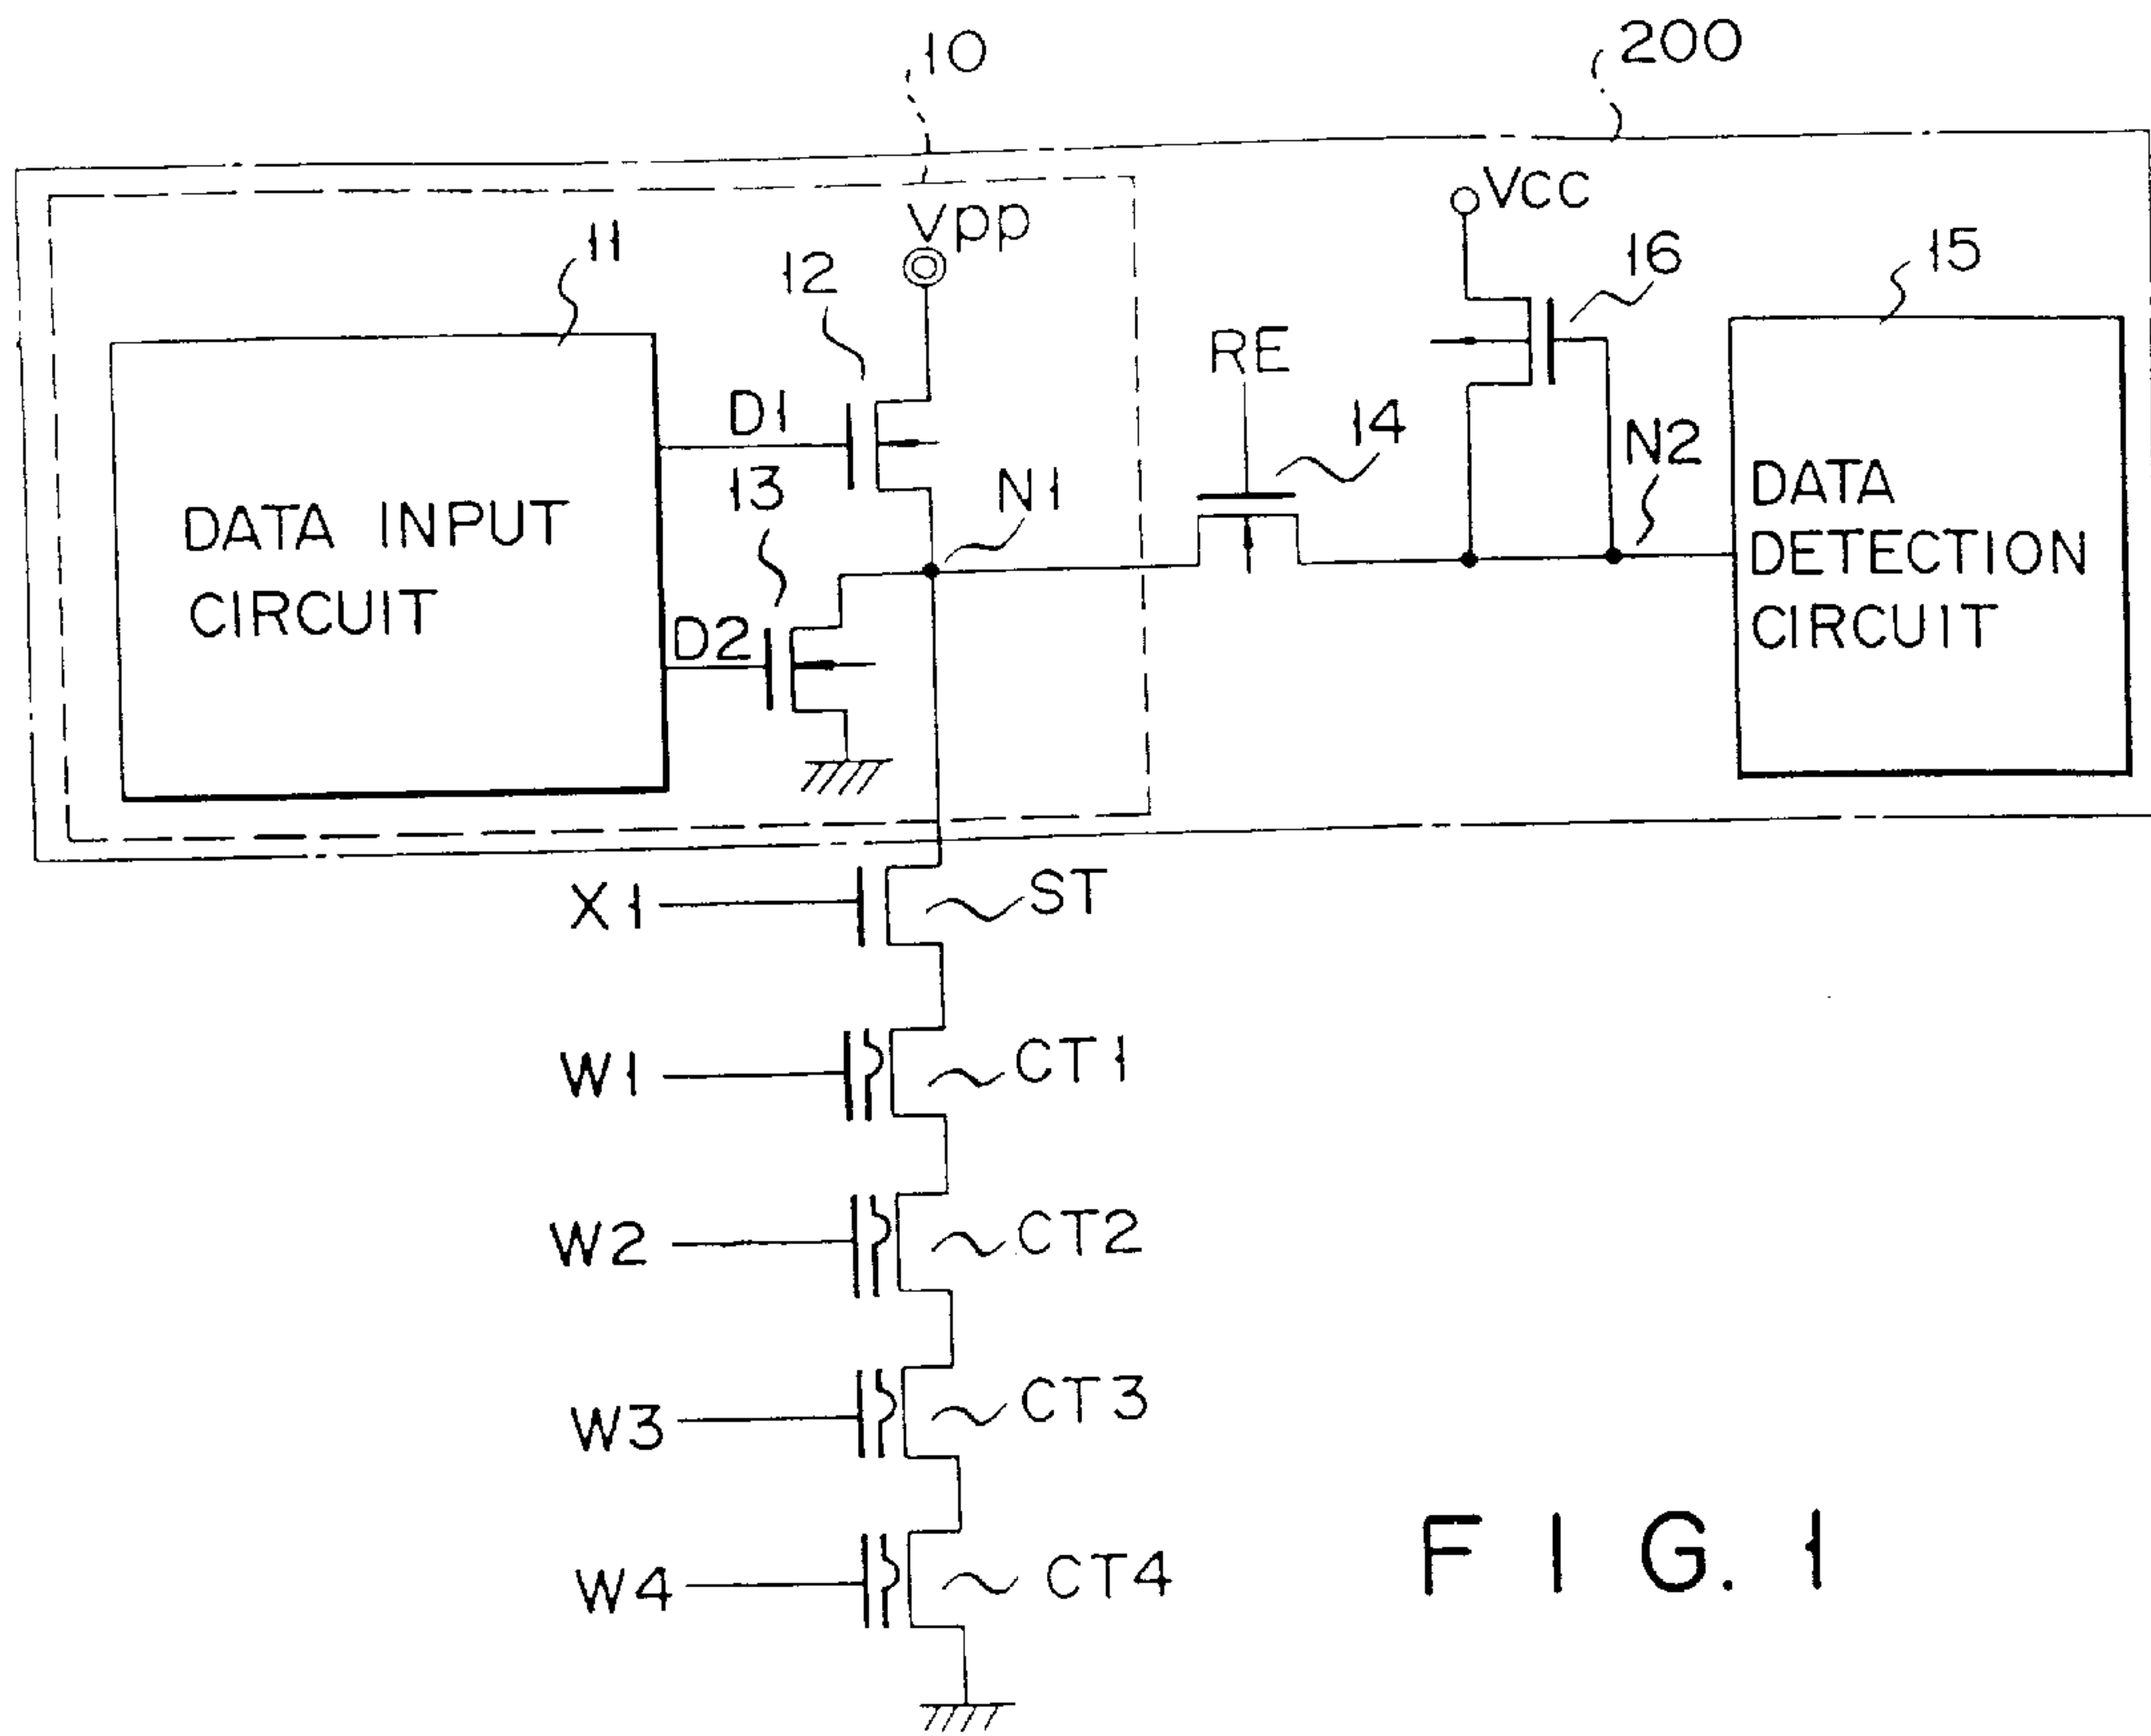 10
200
Vpp
VCC
11
12
16
15
RE
D1
14
13
N1
N2
DATA INPUT
CIRCUIT
DATA
DETECTION
CIRCUIT
D2
X1
ST
W1
CT1
W2
CT2
W3
CT3
W4
CT4
FIG. 1